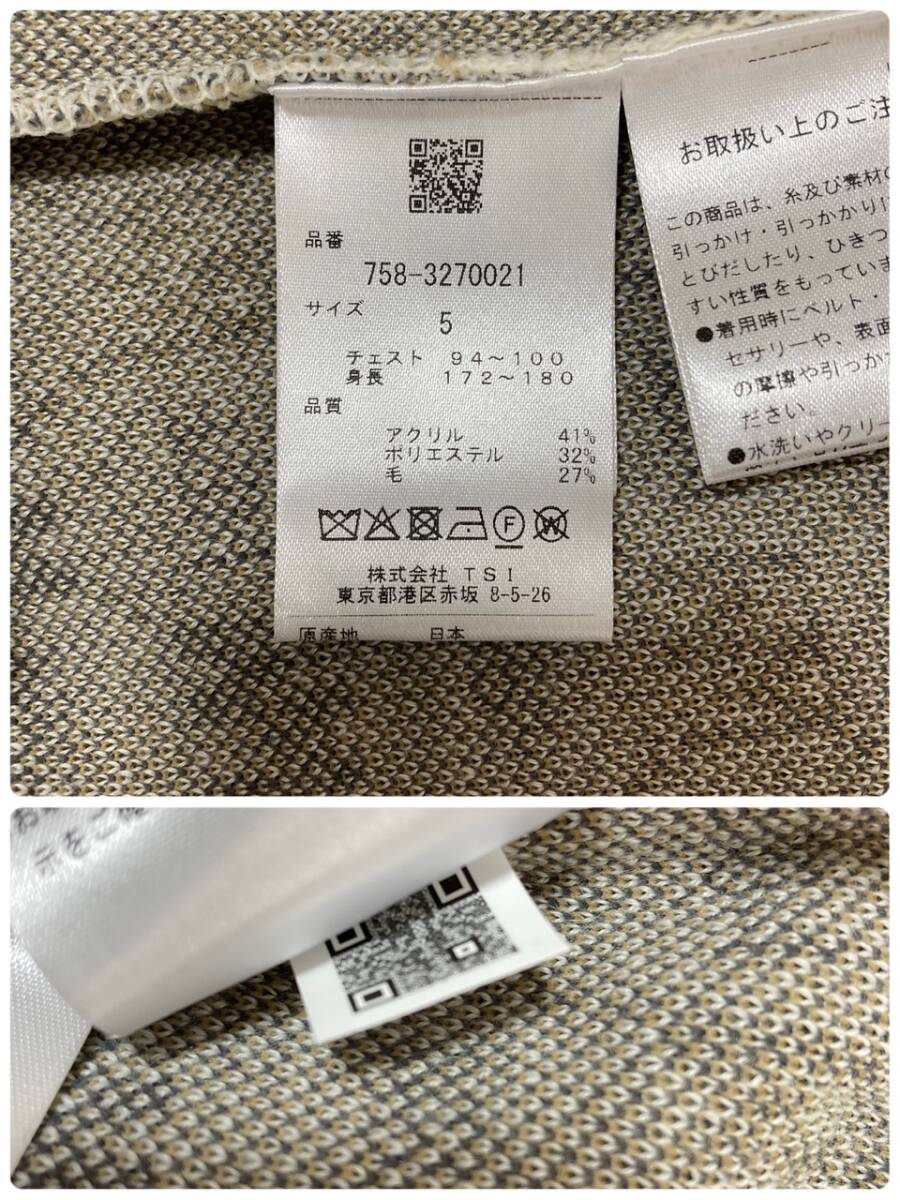 品番
758-3270021
サイズ
5
チェスト 94～100
身長 172～180
品質
アクリル 41%
ポリエステル 32%
毛 27%
F
W
株式会社 TSI
東京都港区赤坂 8-5-26
原産地 日本
お取扱い上のご注
この商品は、糸及び素材の
引っかけ・引っかかり
とびだしたり、ひきつ
すい性質をもっていま
●着用時にベルト・
セサリーや、表面
の摩擦や引っかか
ださい。
●水洗いやクリー
示をご確